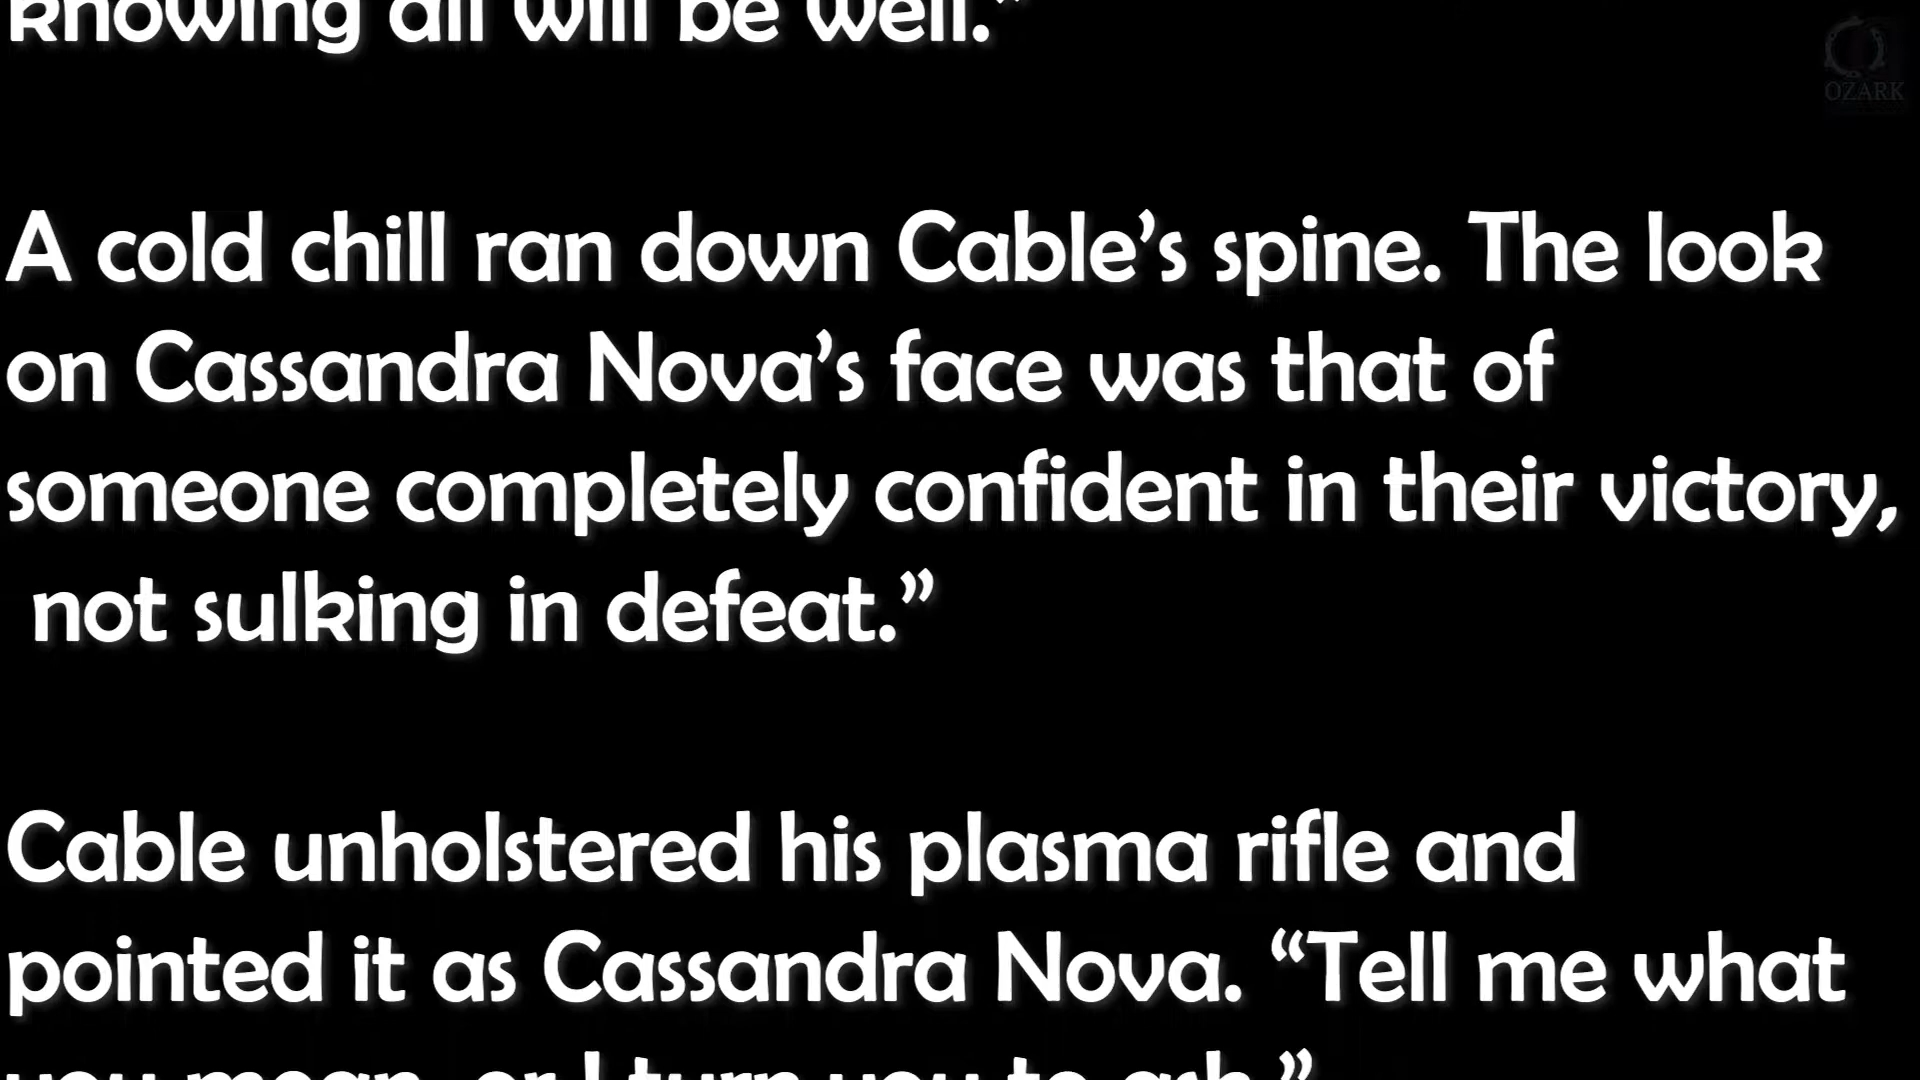 knowing all will be well.”
OZARK
A cold chill ran down Cable’s spine. The look
on Cassandra Nova’s face was that of
someone completely confident in their victory,
not sulking in defeat.”
Cable unholstered his plasma rifle and
pointed it as Cassandra Nova. “Tell me what
you mean, or I turn you to ash.”